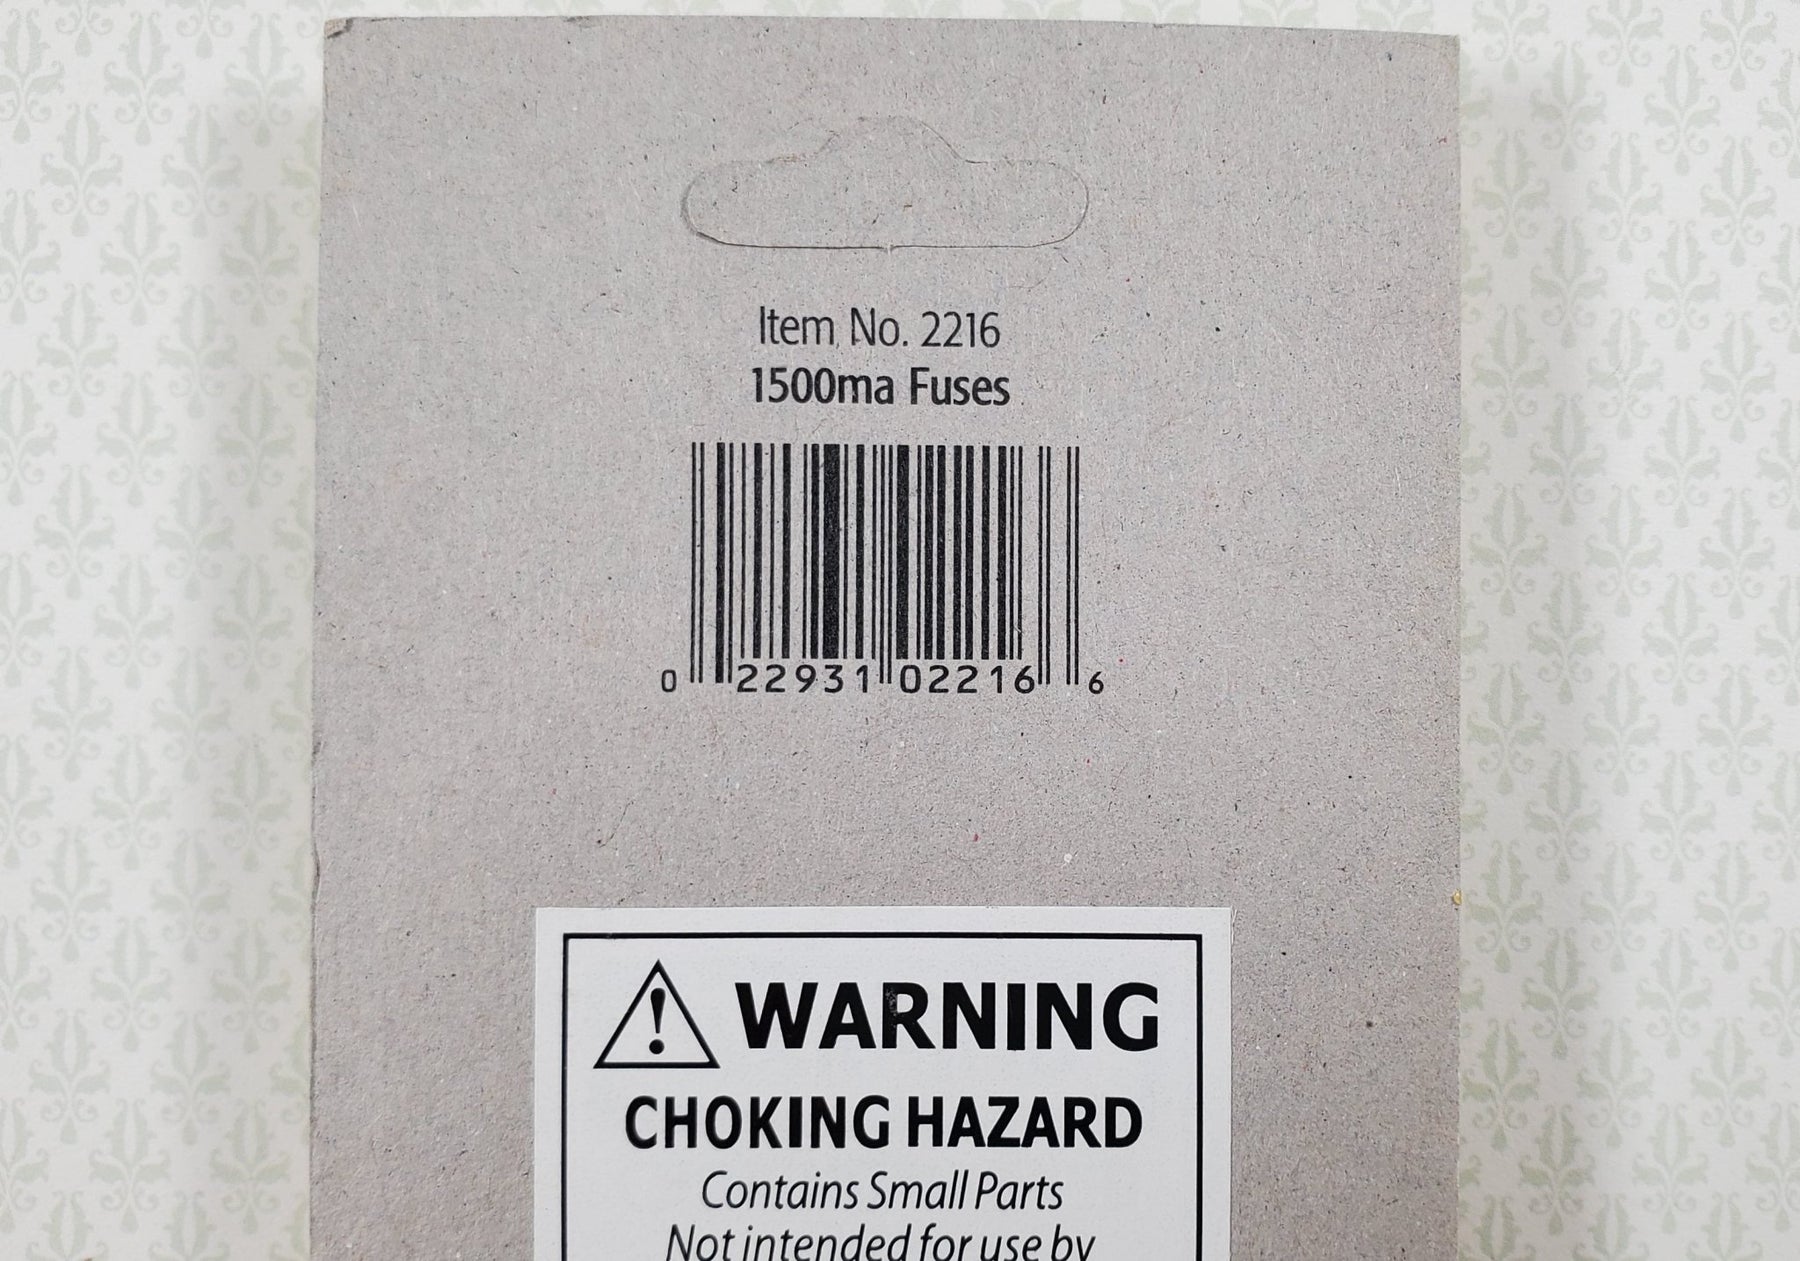 Item No. 2216
1500ma Fuses
0 22931 02216 6
WARNING
CHOKING HAZARD
Contains Small Parts
Not intended for use by